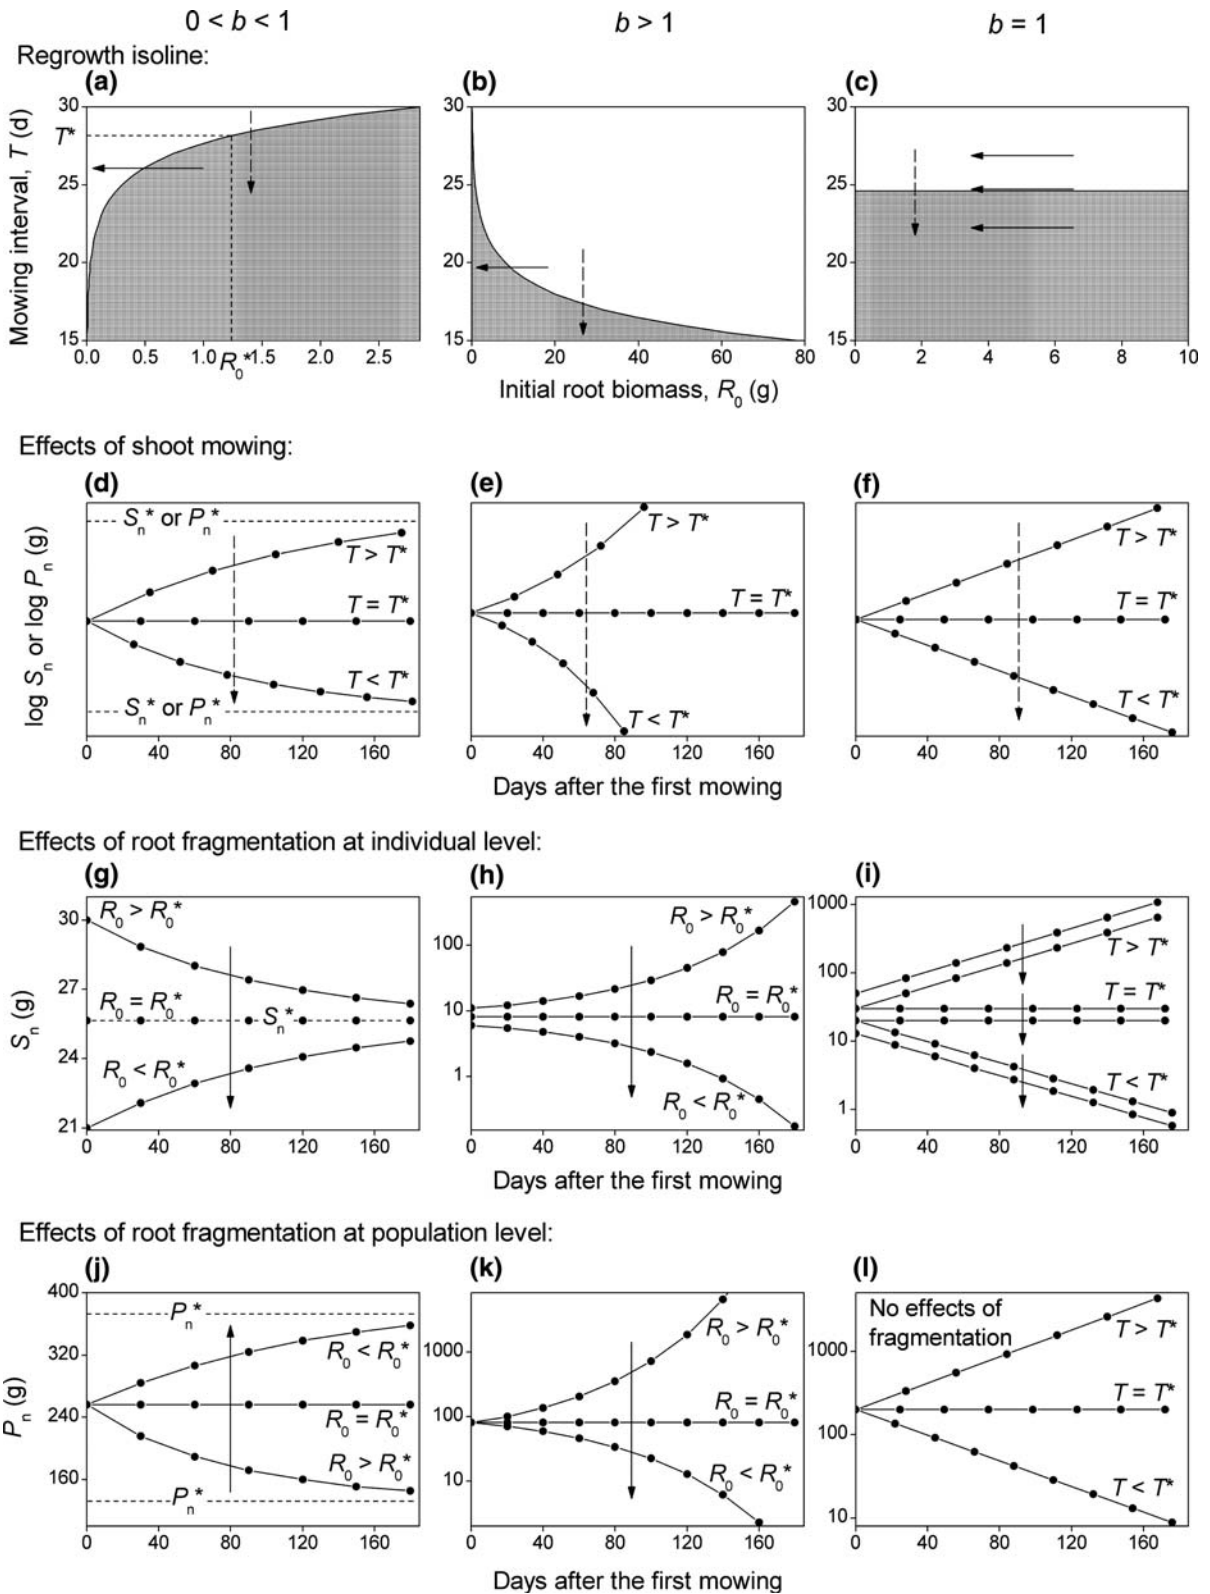 0 < b < 1
b > 1
b = 1
Regrowth isoline:
(a)
(b)
(c)
Mowing interval, T (d)
30
T*
25
20
15
0.0 0.5 1.0 R0* 1.5 2.0 2.5
30
25
20
15
0 20 40 60 80
30
25
20
15
0 2 4 6 8 10
Initial root biomass, R0 (g)
Effects of shoot mowing:
(d)
(e)
(f)
log Sn or log Pn (g)
Sn* or Pn*
T > T*
T = T*
T < T*
Sn* or Pn*
0 40 80 120 160
T > T*
T = T*
T < T*
0 40 80 120 160
T > T*
T = T*
T < T*
0 40 80 120 160
Days after the first mowing
Effects of root fragmentation at individual level:
(g)
(h)
(i)
Sn (g)
30
27
24
21
R0 > R0*
R0 = R0*
Sn*
R0 < R0*
0 40 80 120 160
100
10
1
R0 > R0*
R0 = R0*
R0 < R0*
0 40 80 120 160
1000
100
10
1
T > T*
T = T*
T < T*
0 40 80 120 160
Days after the first mowing
Effects of root fragmentation at population level:
(j)
(k)
(l)
Pn (g)
400
320
240
160
Pn*
R0 < R0*
R0 = R0*
R0 > R0*
Pn*
0 40 80 120 160
1000
100
10
R0 > R0*
R0 = R0*
R0 < R0*
0 40 80 120 160
No effects of
fragmentation
1000
100
10
T > T*
T = T*
T < T*
0 40 80 120 160
Days after the first mowing